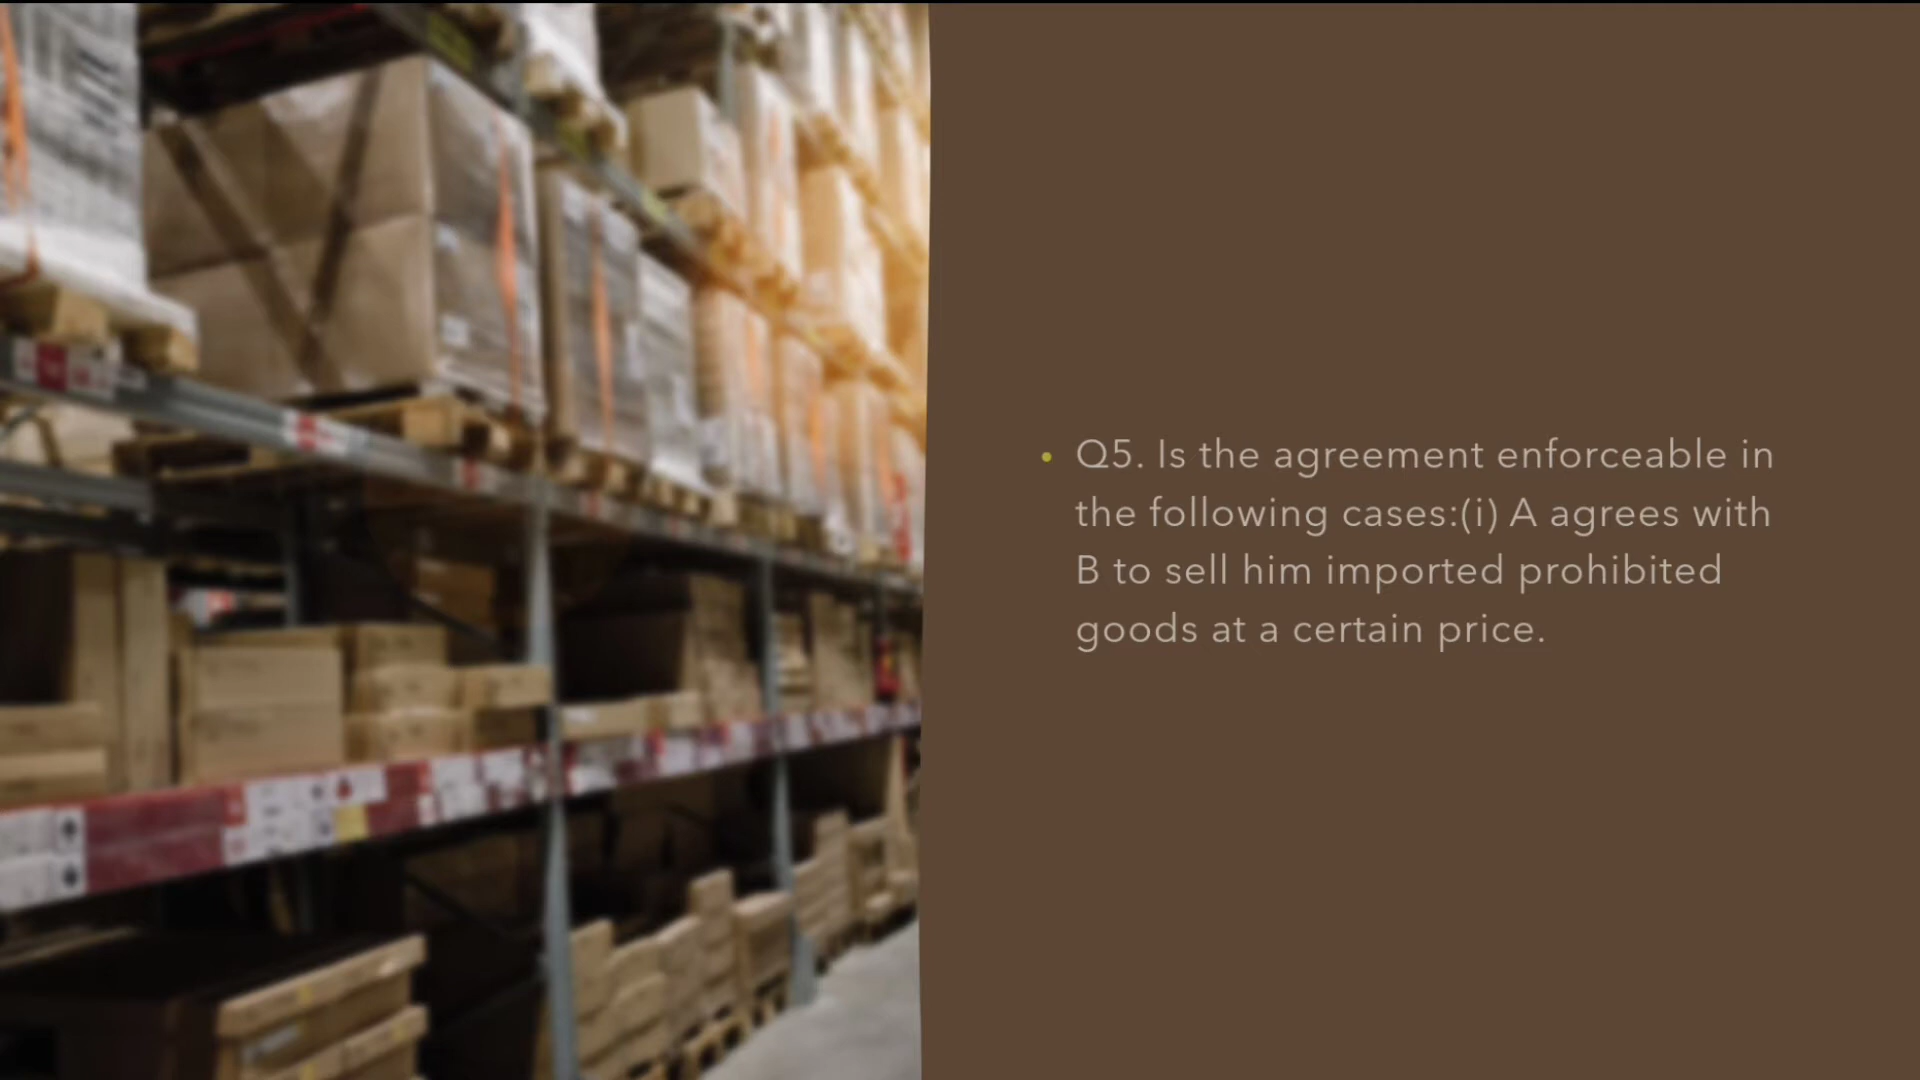 • Q5. Is the agreement enforceable in
the following cases:(i) A agrees with
B to sell him imported prohibited
goods at a certain price.